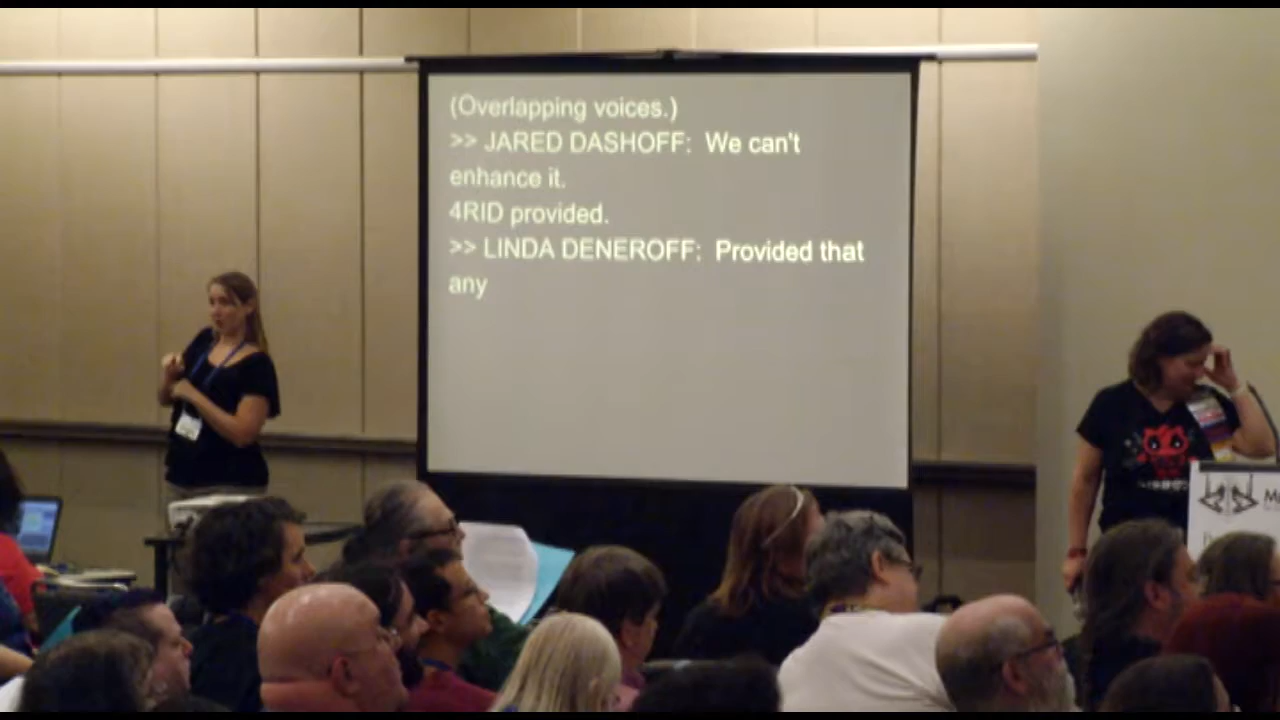 (Overlapping voices.)
>> JARED DASHOFF:  We can't
enhance it.
4RID provided.
>> LINDA DENEROFF:  Provided that
any